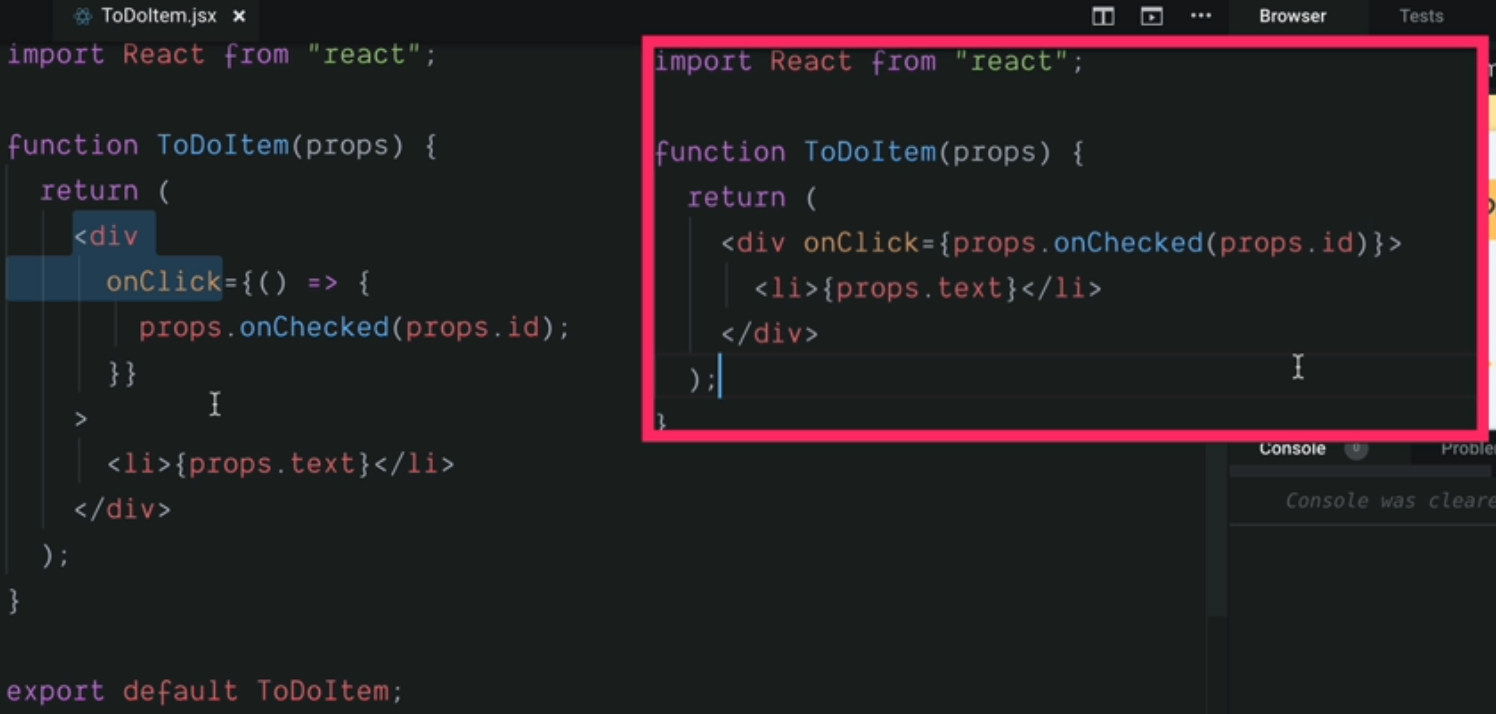 ToDoItem.jsx ×
Browser Tests
import React from "react";
function ToDoItem(props) {
return (
<div
onClick={() => {
props.onChecked(props.id);
}}
>
<li>{props.text}</li>
</div>
);
}
export default ToDoItem;
import React from "react";
function ToDoItem(props) {
return (
<div onClick={props.onChecked(props.id)}>
<li>{props.text}</li>
</div>
);
}
Console 0 Proble
Console was cleare